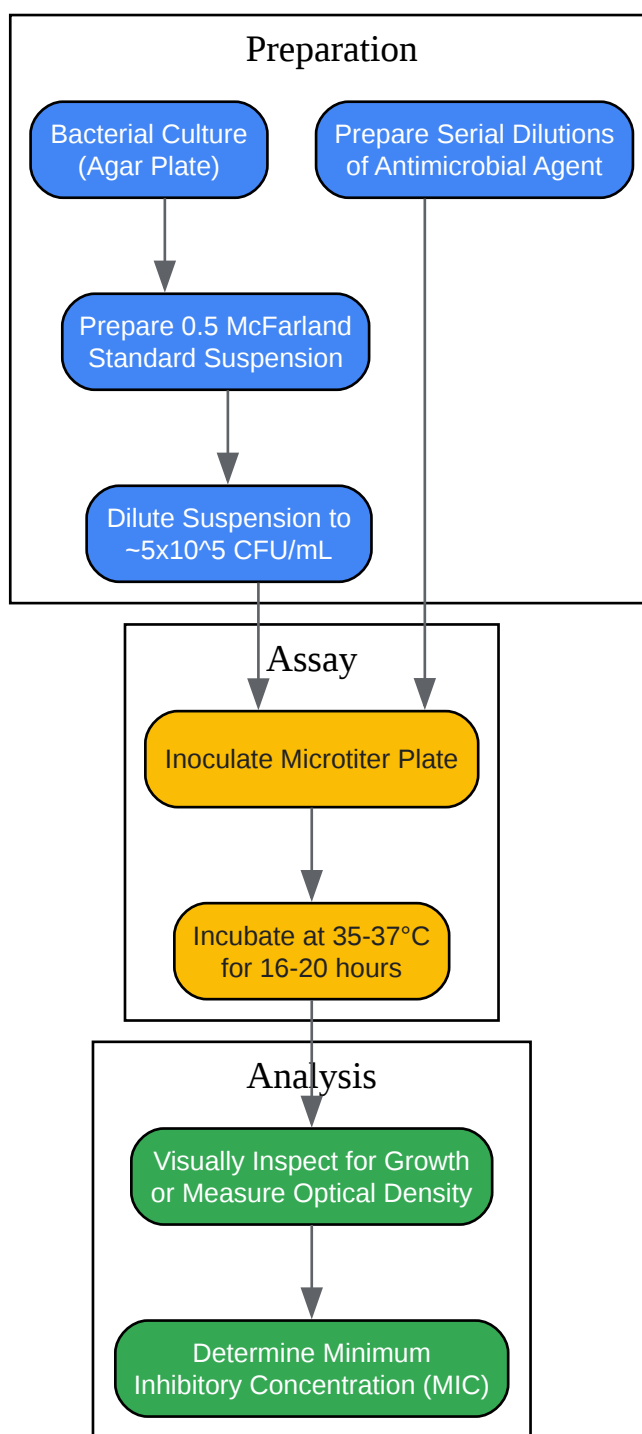 Preparation
Bacterial Culture
(Agar Plate)
Prepare Serial Dilutions
of Antimicrobial Agent
Prepare 0.5 McFarland
Standard Suspension
Dilute Suspension to
~5x10^5 CFU/mL
Assay
Inoculate Microtiter Plate
Incubate at 35-37°C
for 16-20 hours
Analysis
Visually Inspect for Growth
or Measure Optical Density
Determine Minimum
Inhibitory Concentration (MIC)